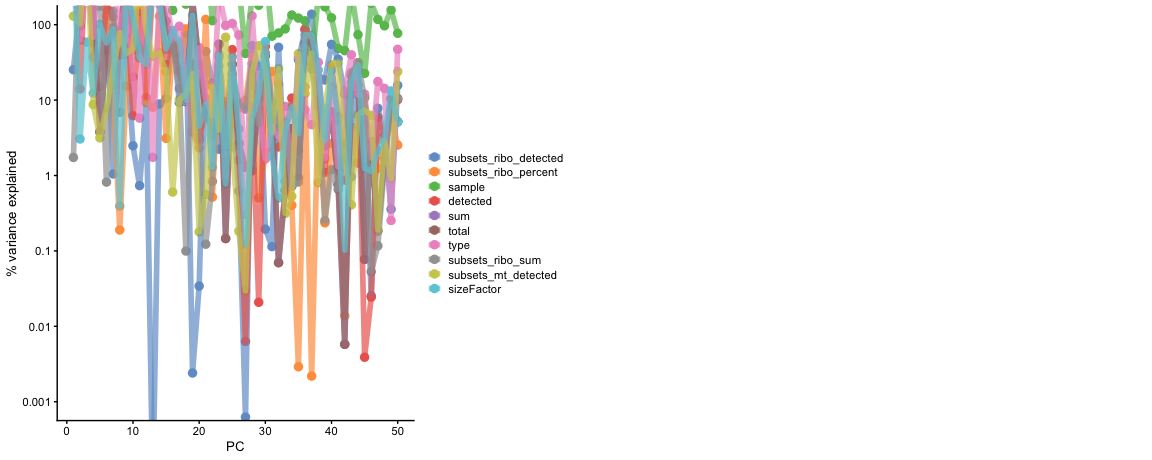 % variance explained
100
10
1
0.1
0.01
0.001
0 10 20 30 40 50
PC
subsets_ribo_detected
subsets_ribo_percent
sample
detected
sum
total
type
subsets_ribo_sum
subsets_mt_detected
sizeFactor